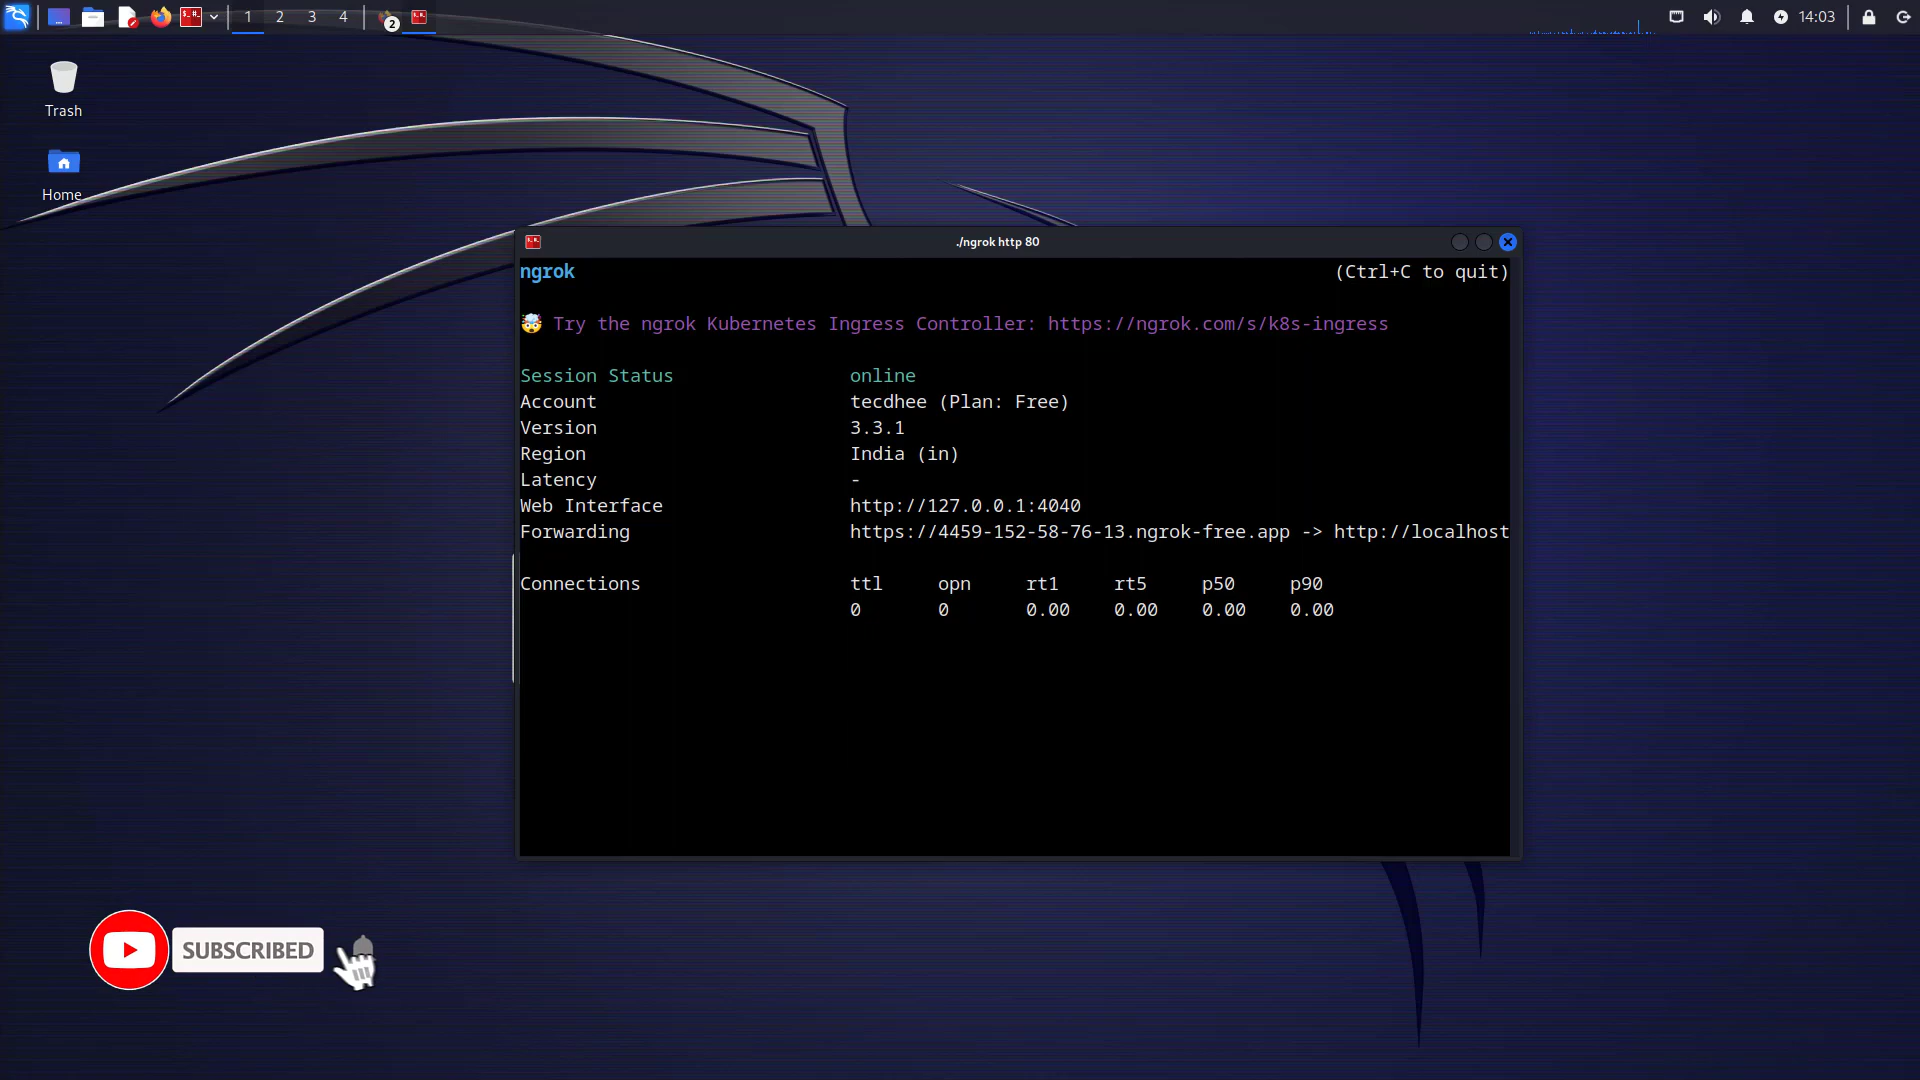 1 2 3 4 2 14:03
Trash
Home
./ngrok http 80
ngrok (Ctrl+C to quit)
🤯 Try the ngrok Kubernetes Ingress Controller: https://ngrok.com/s/k8s-ingress
Session Status online
Account tecdhee (Plan: Free)
Version 3.3.1
Region India (in)
Latency -
Web Interface http://127.0.0.1:4040
Forwarding https://4459-152-58-76-13.ngrok-free.app -> http://localhost
Connections ttl opn rt1 rt5 p50 p90
0 0 0.00 0.00 0.00 0.00
SUBSCRIBED